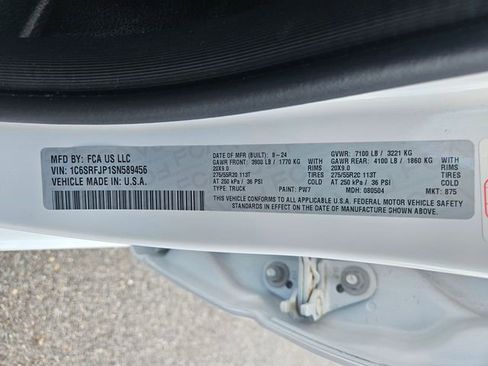 MFD BY: FCA US LLC
VIN: 1C6SRFJP1SN589456
VEHICLE MADE IN U.S.A.
DATE OF MFR (BUILT) 8-24
GAWR FRONT: 3900 LB / 1770 KG
WITH RIMS
20X9.0
TIRES
275/55R20 113T
AT 250 kPa / 36 PSI
TYPE: TRUCK
PAINT: PW7
GVWR: 7100 LB / 3221 KG
GAWR REAR: 4100 LB / 1860 KG
WITH RIMS
20X9.0
TIRES
275/55R20 113T
AT 250 kPa / 36 PSI
MDH: 080504
MKT: 875
THIS VEHICLE CONFORMS TO ALL APPLICABLE U.S.A. FEDERAL MOTOR VEHICLE SAFETY
STANDARDS IN EFFECT ON THE DATE OF MANUFACTURE SHOWN ABOVE.